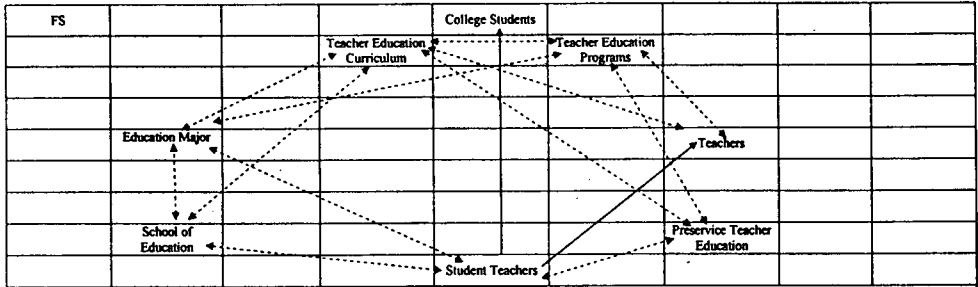 FS
College Students
Teacher Education
Curriculum
Teacher Education
Programs
Education Major
Teachers
School of
Education
Preservice Teacher
Education
Student Teachers